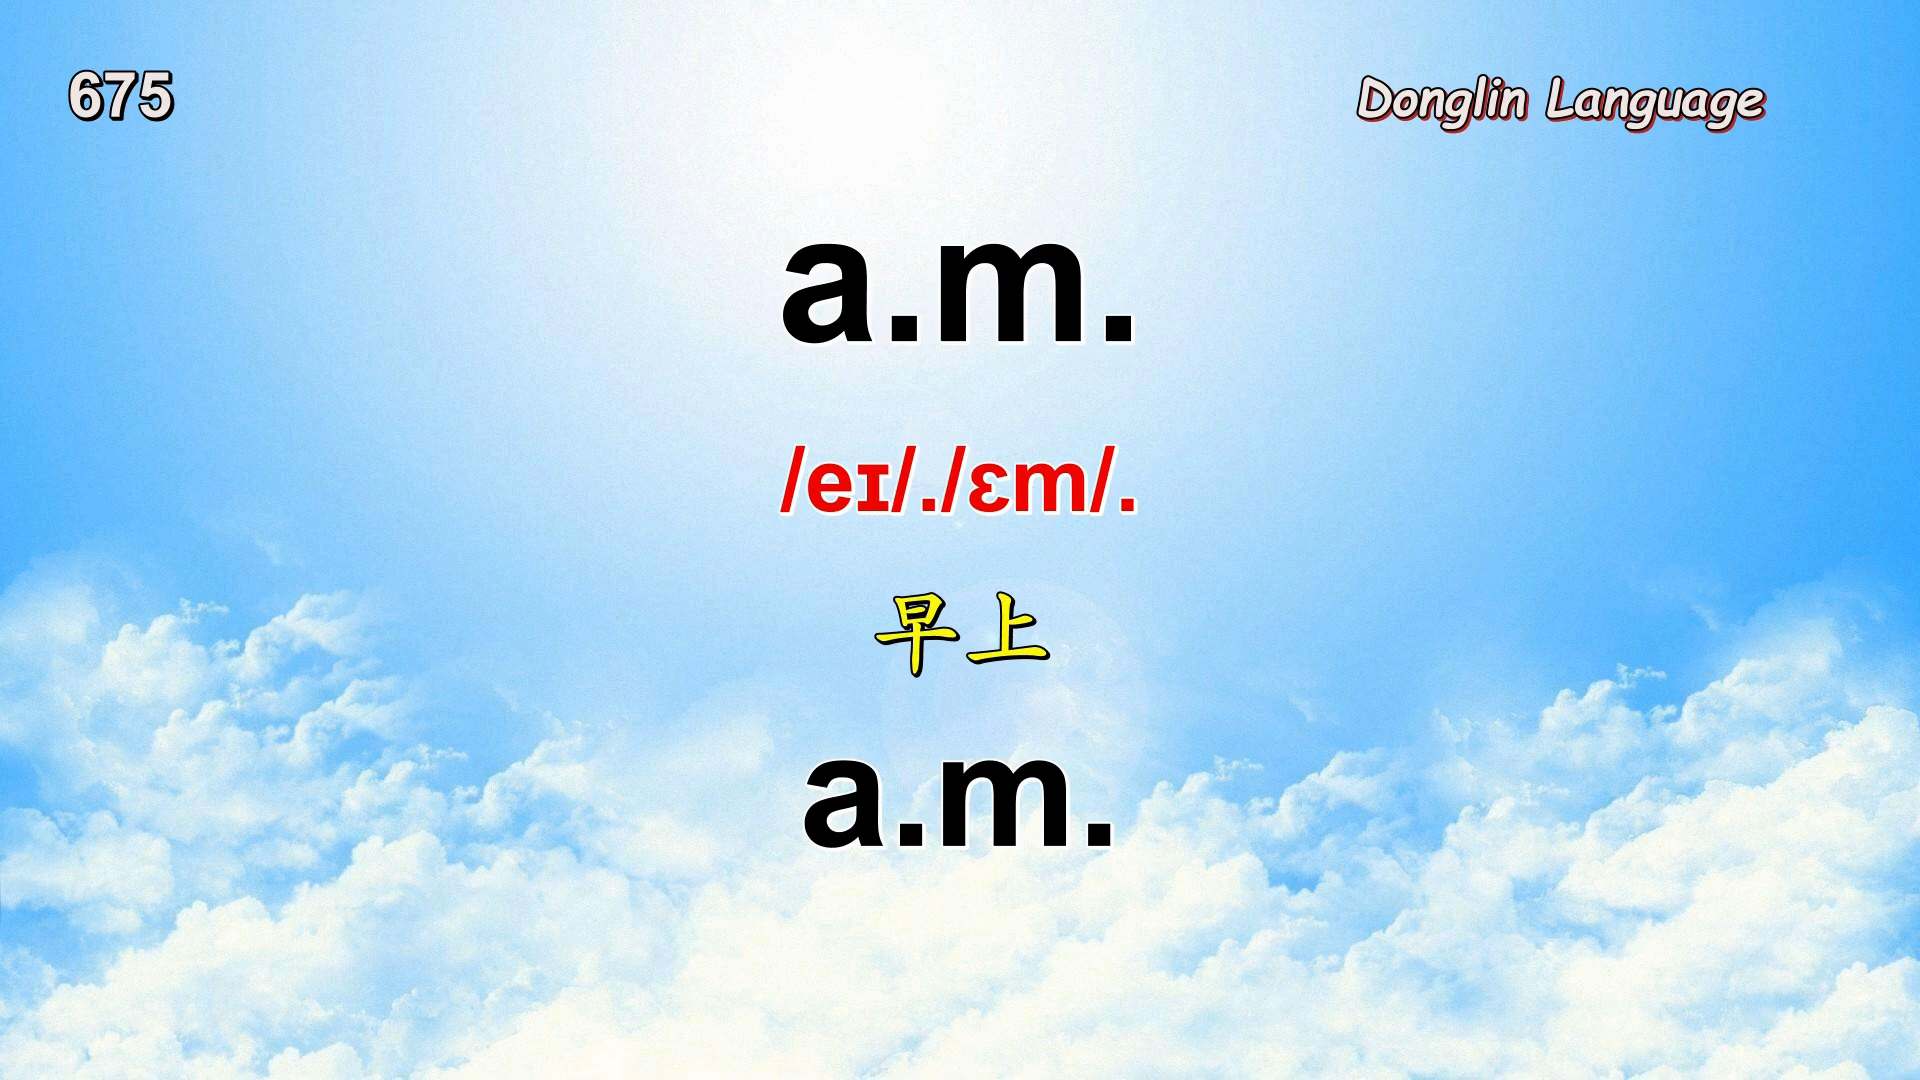 675
Donglin Language
a.m.
/eɪ/./ɛm/.
早上
a.m.